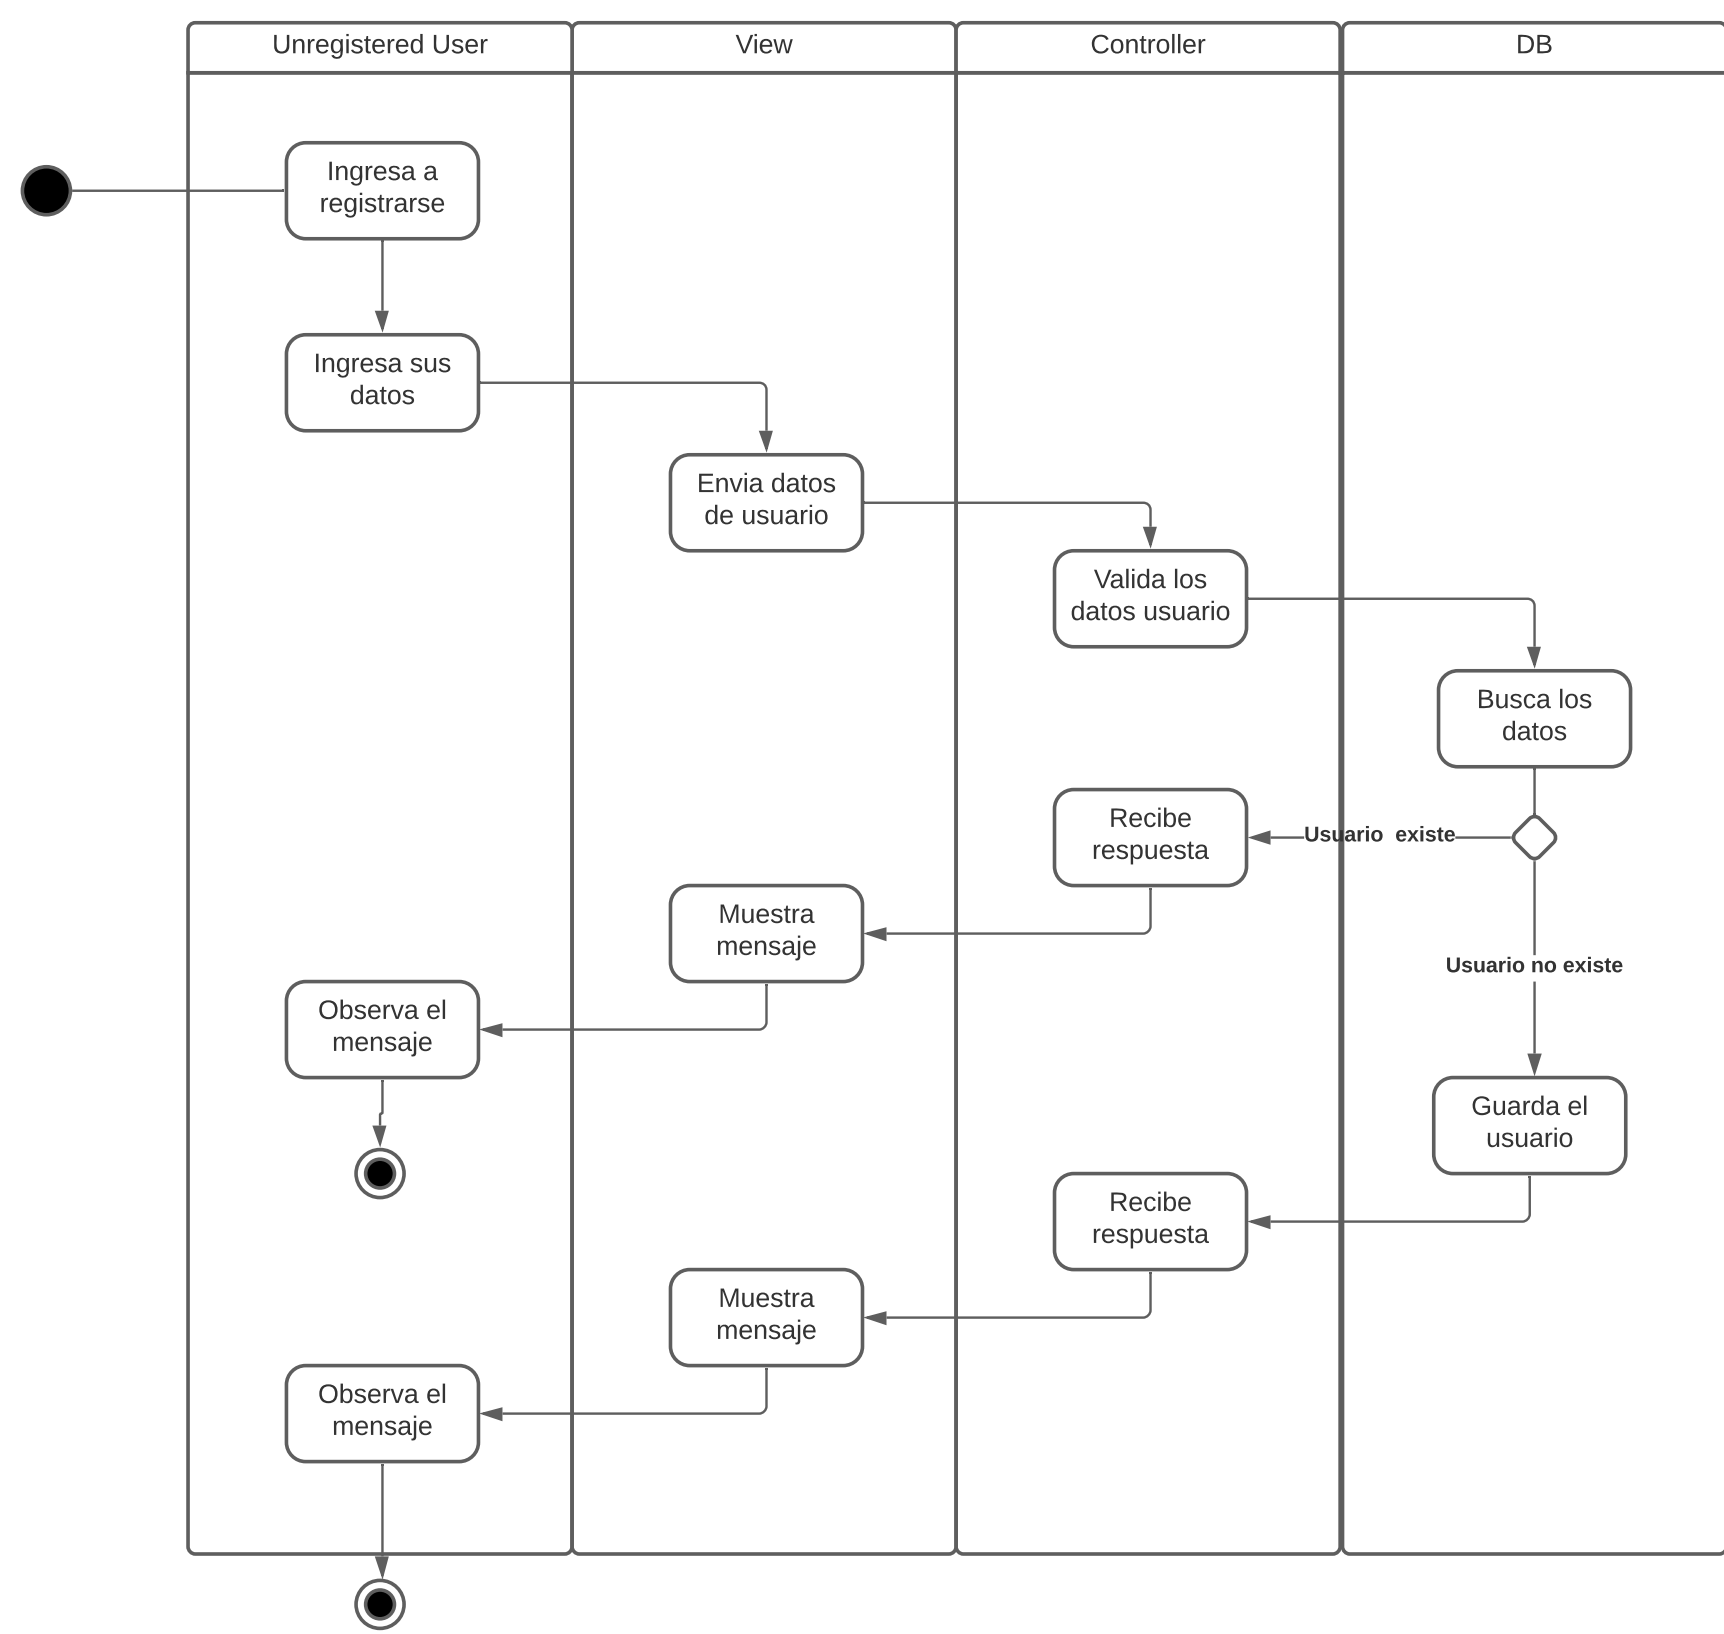 Unregistered User
View
Controller
DB
Ingresa a
registrarse
Ingresa sus
datos
Envia datos
de usuario
Valida los
datos usuario
Busca los
datos
Recibe
respuesta
Usuario  existe
Muestra
mensaje
Usuario no existe
Observa el
mensaje
Guarda el
usuario
Recibe
respuesta
Muestra
mensaje
Observa el
mensaje